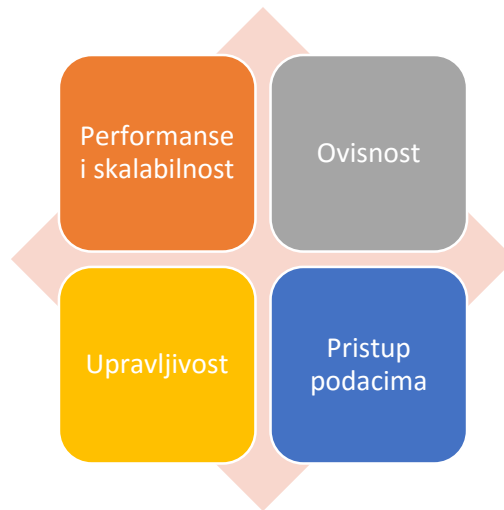 Performanse
i skalabilnost
Ovisnost
Upravljivost
Pristup
podacima